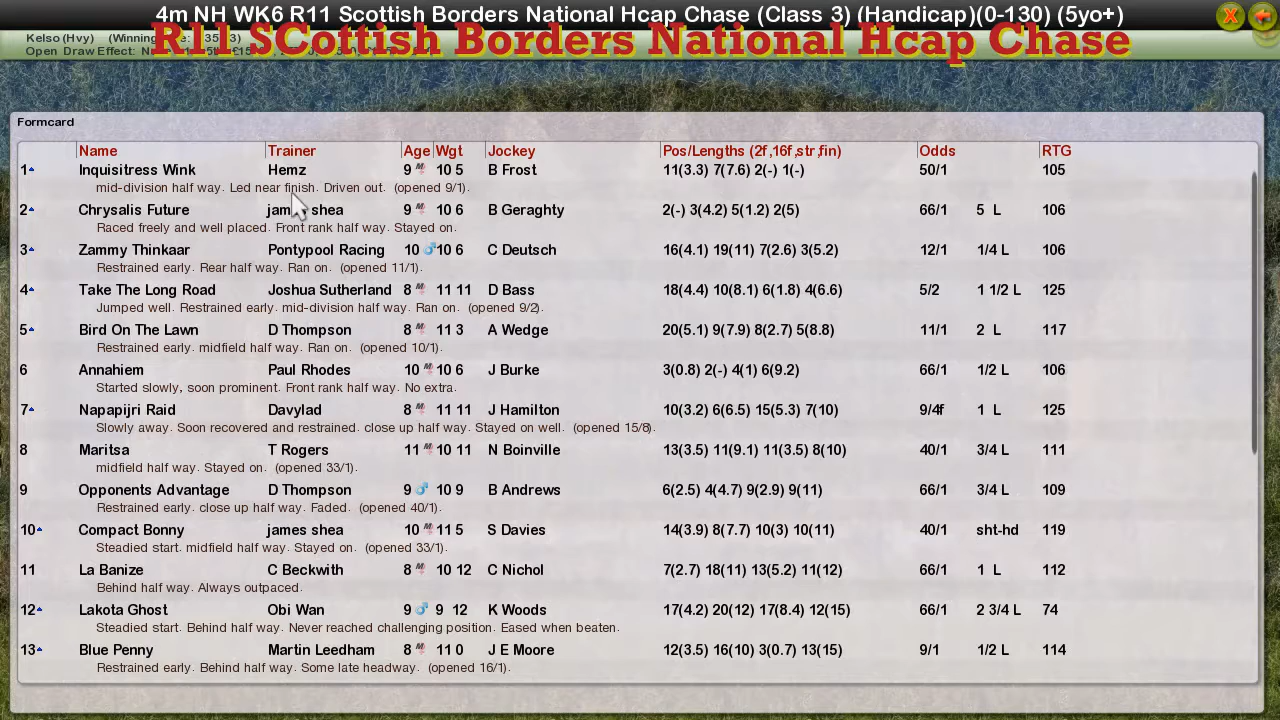 4m NH WK6 R11 Scottish Borders National Hcap Chase (Class 3) (Handicap)(0-130) (5yo+)
R11 SCottish Borders National Hcap Chase
Kelso(Hvy) (Winning
Open Draw Effect:
Formcard
Name Trainer Age Wgt Jockey Pos/Lengths (2f,16f,str,fin) Odds RTG
1 Inquisitress Wink Hemz 9 10 5 B Frost 11(3.3) 7(7.6) 2(-) 1(-) 50/1 105
mid-division half way. Led near finish. Driven out. (opened 9/1).
2 Chrysalis Future james shea 9 10 6 B Geraghty 2(-) 3(4.2) 5(1.2) 2(5) 66/1 5 L 106
Raced freely and well placed. Front rank half way. Stayed on.
3 Zammy Thinkaar Pontypool Racing 10 10 6 C Deutsch 16(4.1) 19(11) 7(2.6) 3(5.2) 12/1 1/4 L 106
Restrained early. Rear half way. Ran on. (opened 11/1).
4 Take The Long Road Joshua Sutherland 8 11 11 D Bass 18(4.4) 10(8.1) 6(1.8) 4(6.6) 5/2 1 1/2 L 125
Jumped well. Restrained early. mid-division half way. Ran on. (opened 9/2).
5 Bird On The Lawn D Thompson 8 11 3 A Wedge 20(5.1) 9(7.9) 8(2.7) 5(8.8) 11/1 2 L 117
Restrained early. midfield half way. Ran on. (opened 10/1).
6 Annahiem Paul Rhodes 10 10 6 J Burke 3(0.8) 2(-) 4(1) 6(9.2) 66/1 1/2 L 106
Started slowly, soon prominent. Front rank half way. No extra.
7 Napapijri Raid Davylad 8 11 11 J Hamilton 10(3.2) 6(6.5) 15(5.3) 7(10) 9/4f 1 L 125
Slowly away. Soon recovered and restrained. close up half way. Stayed on well. (opened 15/8).
8 Maritsa T Rogers 11 10 11 N Boinville 13(3.5) 11(9.1) 11(3.5) 8(10) 40/1 3/4 L 111
midfield half way. Stayed on. (opened 33/1).
9 Opponents Advantage D Thompson 9 10 9 B Andrews 6(2.5) 4(4.7) 9(2.9) 9(11) 66/1 3/4 L 109
Restrained early. close up half way. Faded. (opened 40/1).
10 Compact Bonny james shea 10 11 5 S Davies 14(3.9) 8(7.7) 10(3) 10(11) 40/1 sht-hd 119
Steadied start. midfield half way. Stayed on. (opened 33/1).
11 La Banize C Beckwith 8 10 12 C Nichol 7(2.7) 18(11) 13(5.2) 11(12) 66/1 1 L 112
Behind half way. Always outpaced.
12 Lakota Ghost Obi Wan 9 9 12 K Woods 17(4.2) 20(12) 17(8.4) 12(15) 66/1 2 3/4 L 74
Steadied start. Behind half way. Never reached challenging position. Eased when beaten.
13 Blue Penny Martin Leedham 8 11 0 J E Moore 12(3.5) 16(10) 3(0.7) 13(15) 9/1 1/2 L 114
Restrained early. Behind half way. Some late headway. (opened 16/1).